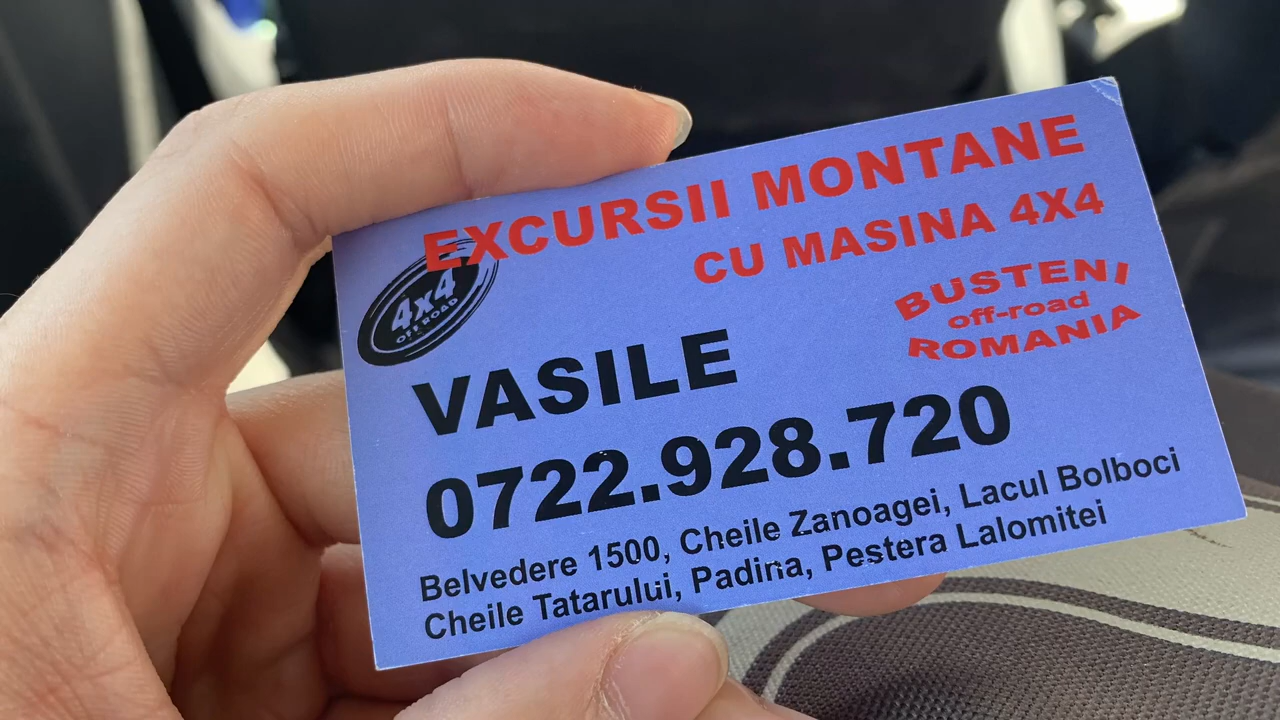 EXCURSII MONTANE
CU MASINA 4X4
4x4
OFF ROAD
BUSTENI
off-road
ROMANIA
VASILE
0722.928.720
Belvedere 1500, Cheile Zanoagei, Lacul Bolboci
Cheile Tatarului, Padina, Pestera Lalomitei